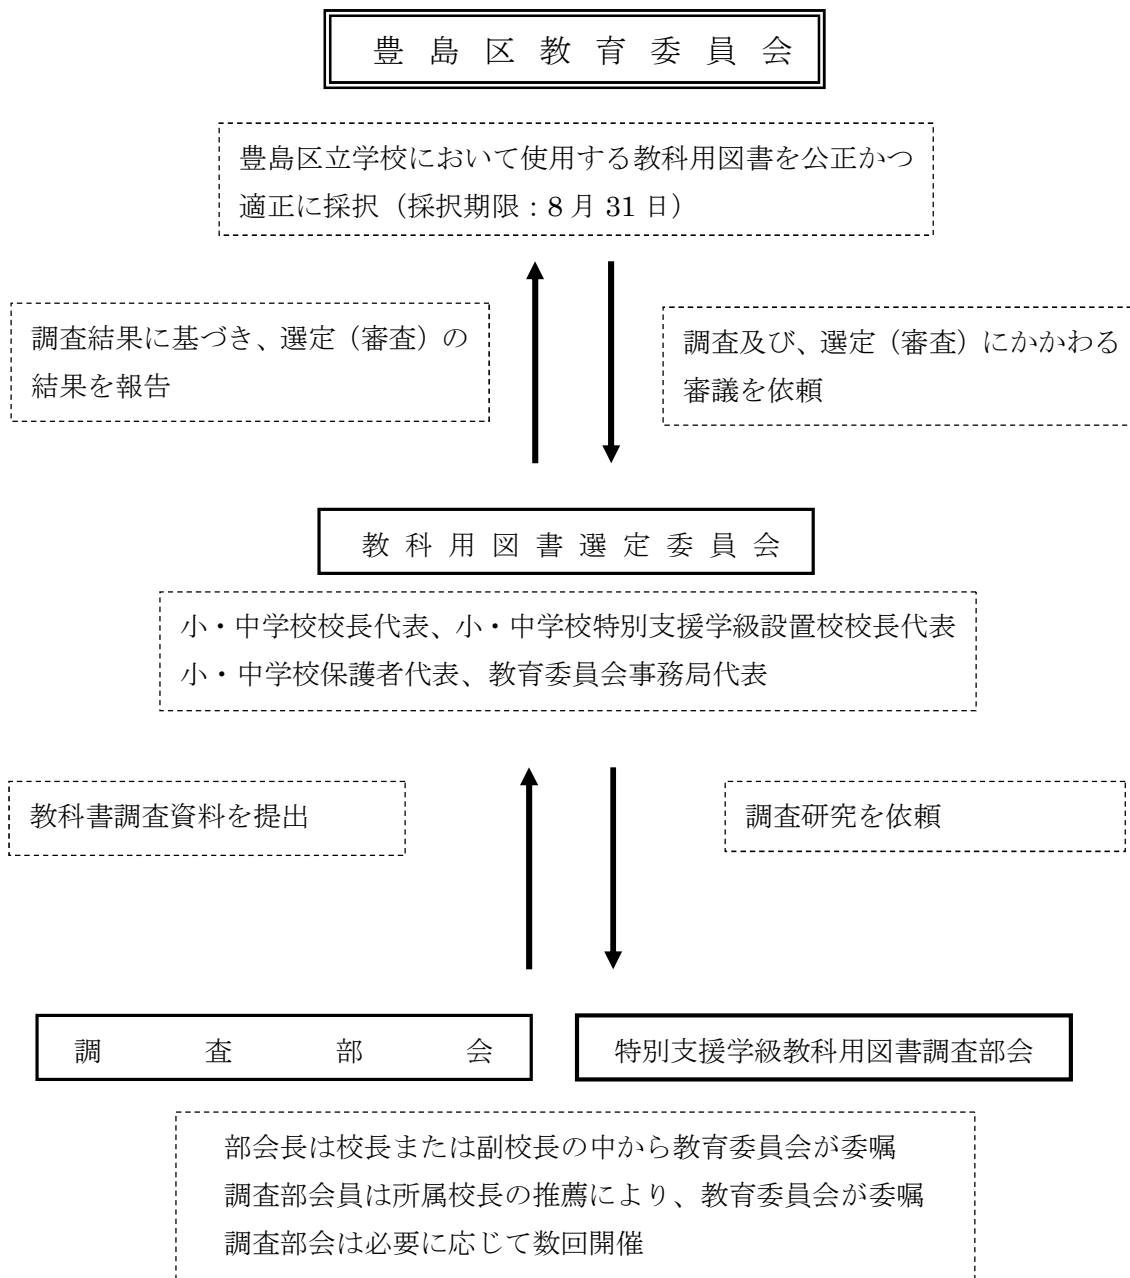 豊島区教育委員会
豊島区立学校において使用する教科用図書を公正かつ
適正に採択（採択期限：8月31日）
調査結果に基づき、選定（審査）の
結果を報告
調査及び、選定（審査）にかかわる
審議を依頼
教科用図書選定委員会
小・中学校校長代表、小・中学校特別支援学級設置校校長代表
小・中学校保護者代表、教育委員会事務局代表
教科書調査資料を提出
調査研究を依頼
調査部会
特別支援学級教科用図書調査部会
部会長は校長または副校長の中から教育委員会が委嘱
調査部会員は所属校長の推薦により、教育委員会が委嘱
調査部会は必要に応じて数回開催